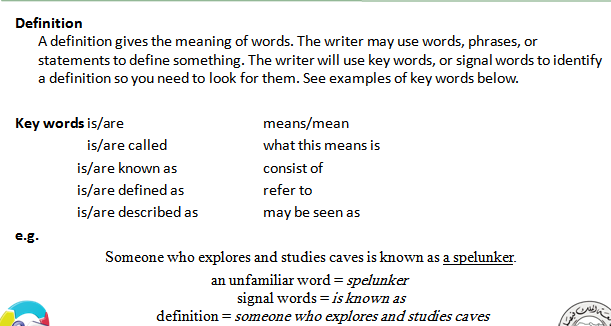 Definition
A definition gives the meaning of words. The writer may use words, phrases, or
statements to define something. The writer will use key words, or signal words to identify
a definition so you need to look for them. See examples of key words below.
Key words is/are means/mean
is/are called what this means is
is/are known as consist of
is/are defined as refer to
is/are described as may be seen as
e.g.
Someone who explores and studies caves is known as a spelunker.
an unfamiliar word = spelunker
signal words = is known as
definition = someone who explores and studies caves